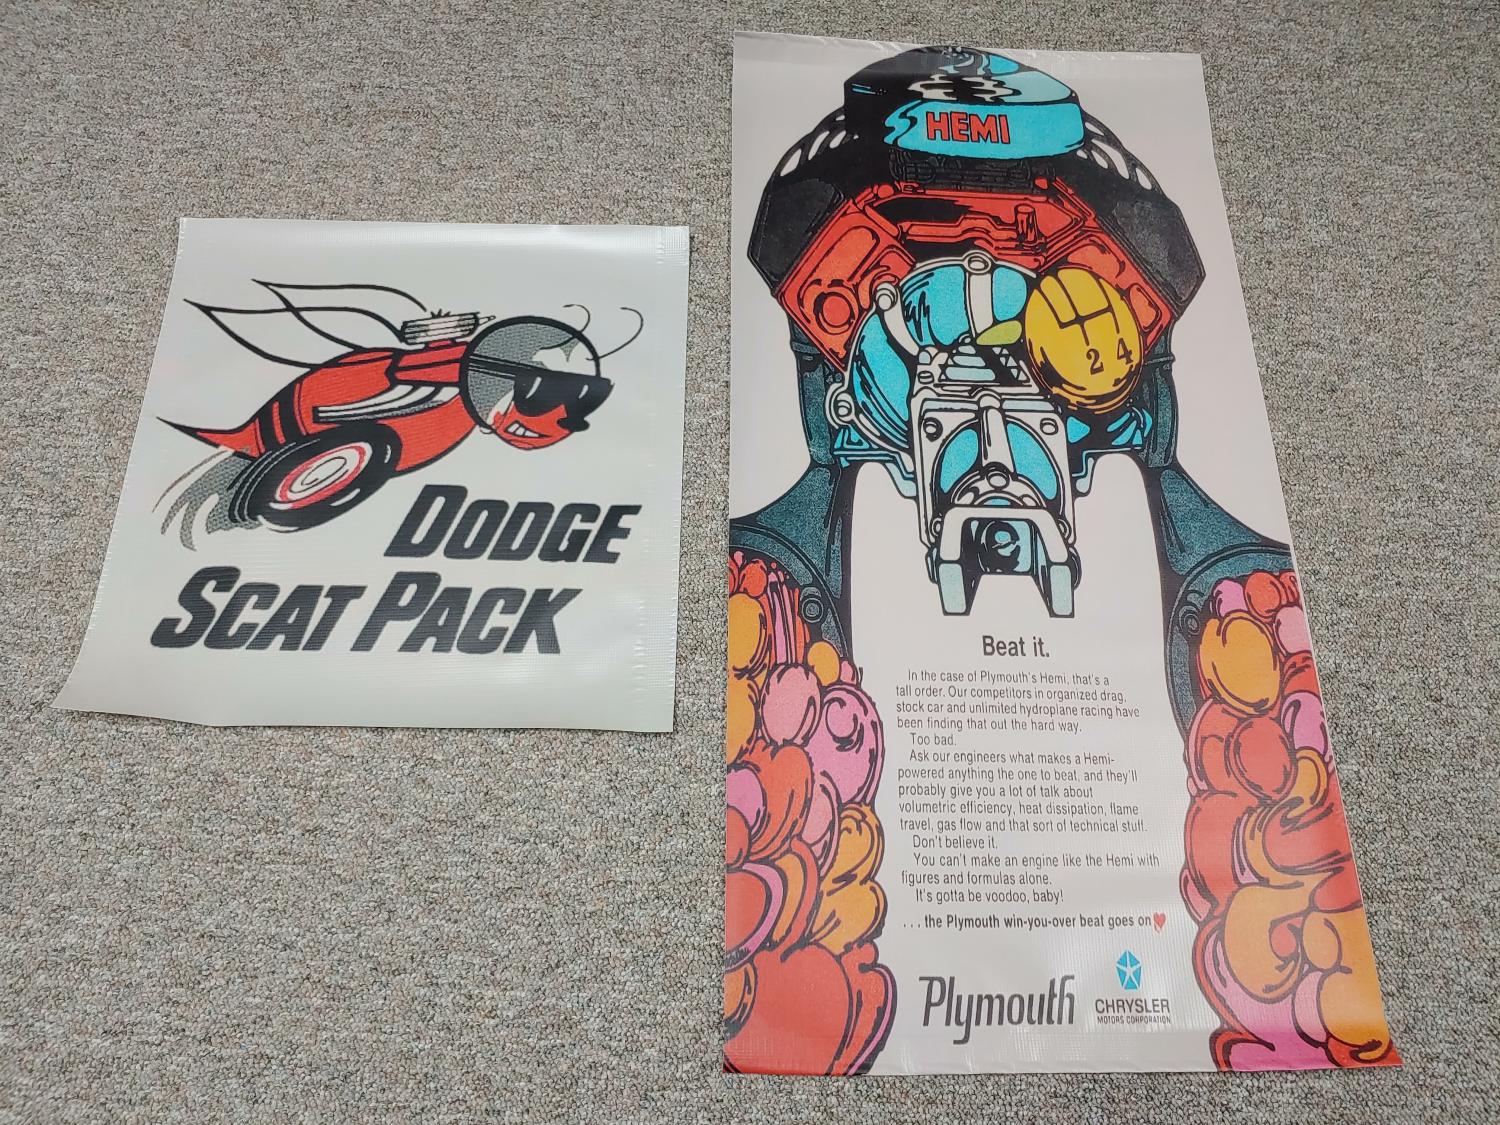 DODGE
SCAT PACK
HEMI
2 4
Beat it.
In the case of Plymouth's Hemi, that's a
tall order. Our competitors in organized drag,
stock car and unlimited hydroplane racing have
been finding that out the hard way.
Too bad.
Ask our engineers what makes a Hemi-
powered anything the one to beat, and they'll
probably give you a lot of talk about
volumetric efficiency, heat dissipation, flame
travel, gas flow and that sort of technical stuff.
Don't believe it.
You can't make an engine like the Hemi with
figures and formulas alone.
It's gotta be voodoo, baby!
. . . the Plymouth win-you-over beat goes on
Plymouth
CHRYSLER
MOTORS CORPORATION